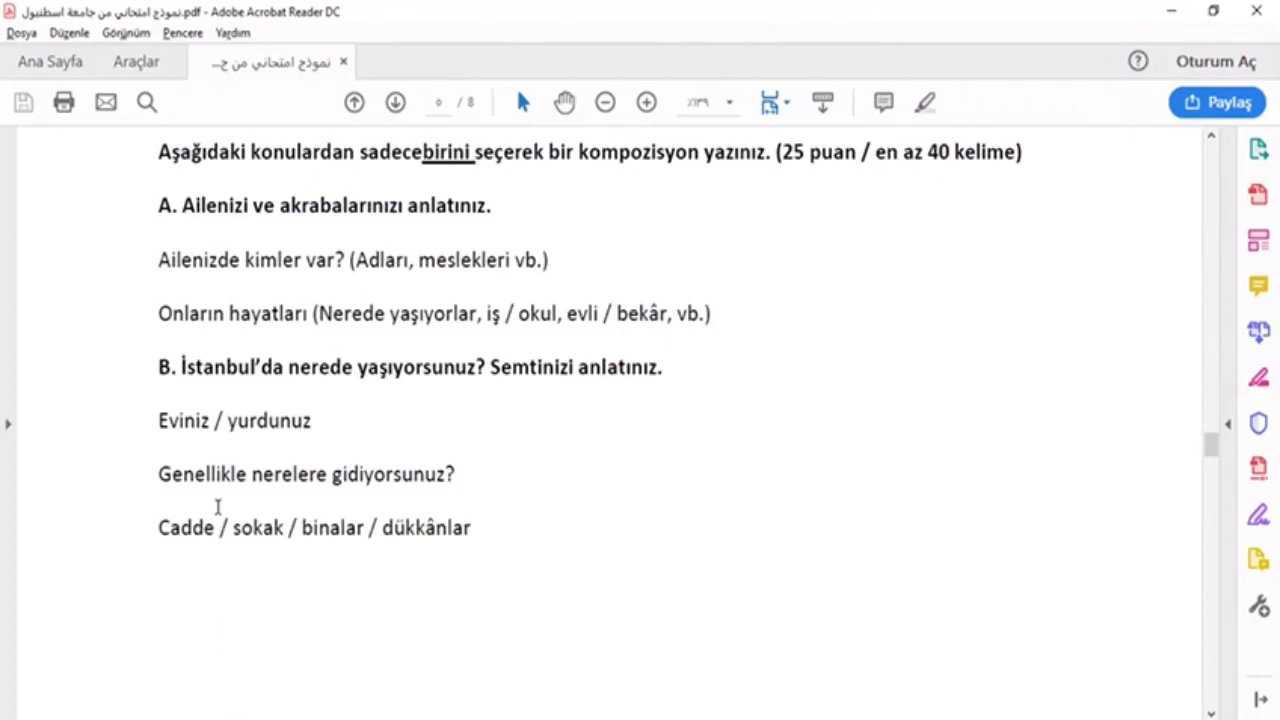 نموذج امتحاني من جامعة اسطنبول.pdf - Adobe Acrobat Reader DC
Dosya Düzenle Görünüm Pencere Yardım
Ana Sayfa Araçlar نموذج امتحاني من ج... × Oturum Aç
٥ / 8 ٪١٣٩ Paylaş
Aşağıdaki konulardan sadecebirini seçerek bir kompozisyon yazınız. (25 puan / en az 40 kelime)
A. Ailenizi ve akrabalarınızı anlatınız.
Ailenizde kimler var? (Adları, meslekleri vb.)
Onların hayatları (Nerede yaşıyorlar, iş / okul, evli / bekâr, vb.)
B. İstanbul’da nerede yaşıyorsunuz? Semtinizi anlatınız.
Eviniz / yurdunuz
Genellikle nerelere gidiyorsunuz?
Cadde / sokak / binalar / dükkânlar